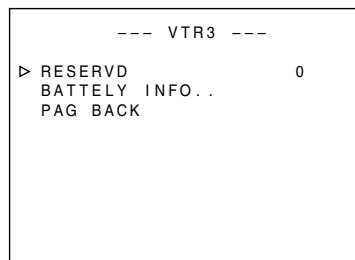 --- VTR3 ---
▷ RESERVD 0
BATTELY INFO..
PAG BACK